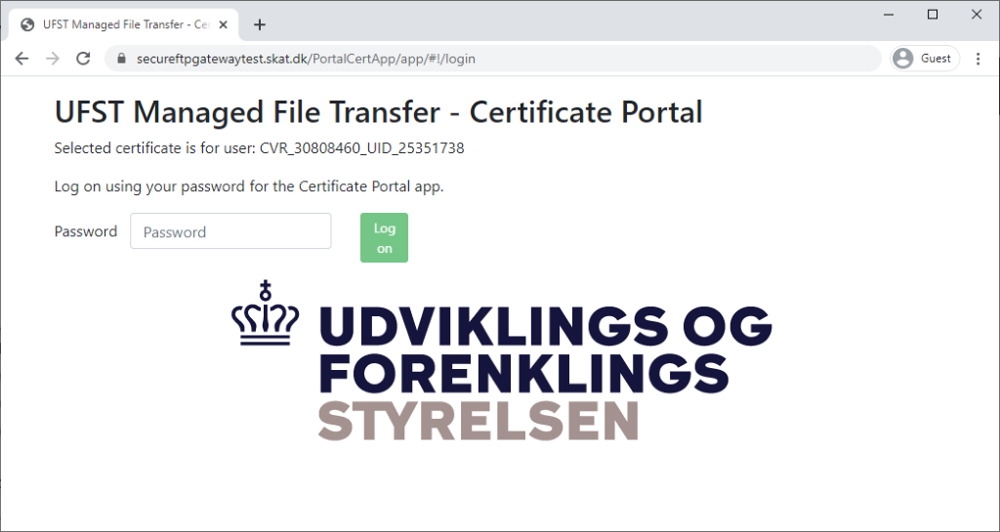 UFST Managed File Transfer - Ce
secureftpgatewaytest.skat.dk/PortalCertApp/app/#!/login
Guest
UFST Managed File Transfer - Certificate Portal
Selected certificate is for user: CVR_30808460_UID_25351738
Log on using your password for the Certificate Portal app.
Password Password Log
on
UDVIKLINGS OG
FORENKLINGS
STYRELSEN